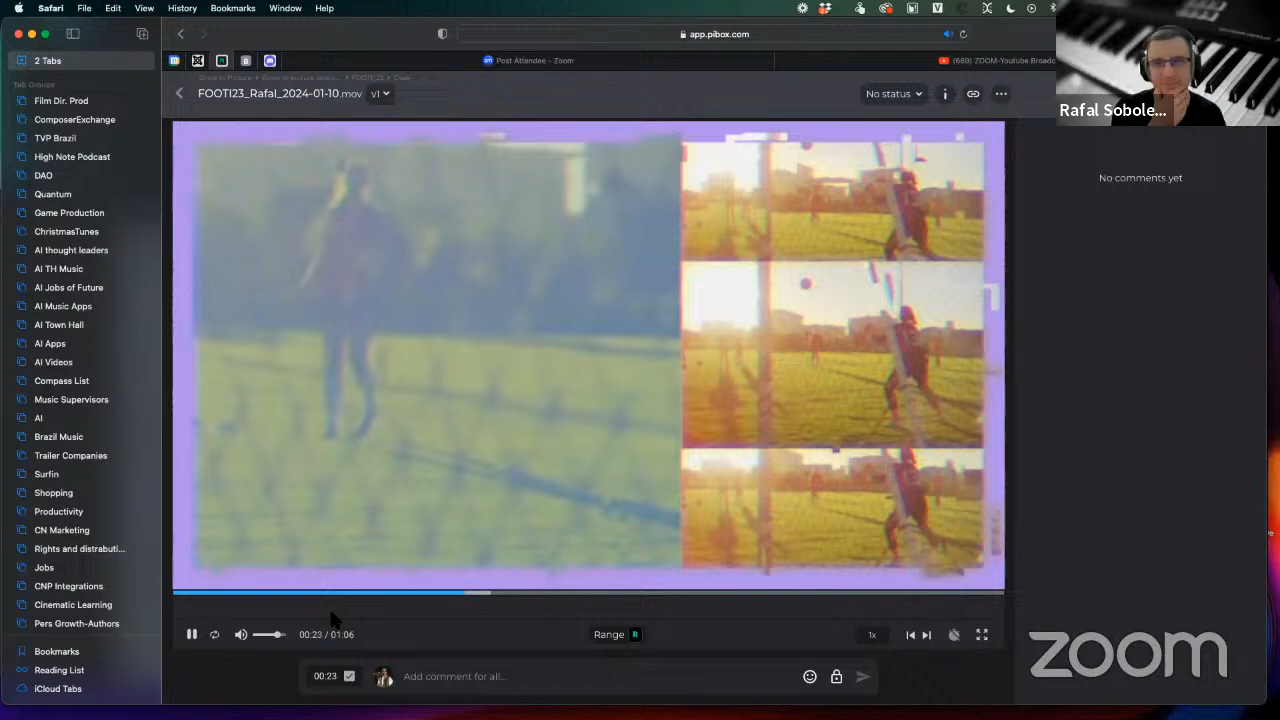 Safari File Edit View History Bookmarks Window Help
2 Tabs
app.pibox.com
Post Attendee – Zoom
(669) ZOOM-Youtube Broadc
Tab Groups
FOOTI23_Rafal_2024-01-10.mov v1
No status
Rafal Sobole...
No comments yet
Film Dir. Prod
ComposerExchange
TVP Brazil
High Note Podcast
DAO
Quantum
Game Production
ChristmasTunes
AI thought leaders
AI TH Music
AI Jobs of Future
AI Music Apps
AI Town Hall
AI Apps
AI Videos
Compass List
Music Supervisors
AI
Brazil Music
Trailer Companies
Surfin
Shopping
Productivity
CN Marketing
Rights and distributi...
Jobs
CNP Integrations
Cinematic Learning
Pers Growth-Authors
Bookmarks
Reading List
iCloud Tabs
00:23 / 01:06
Range R
1x
00:23
Add comment for all...
zoom